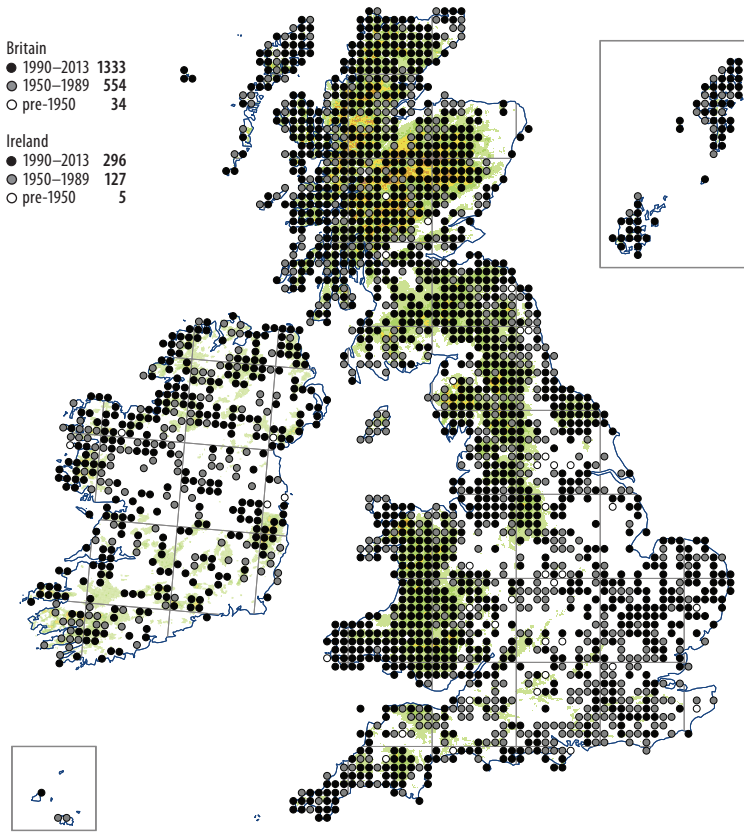 Britain
1990–2013 1333
1950–1989 554
pre-1950 34
Ireland
1990–2013 296
1950–1989 127
pre-1950 5